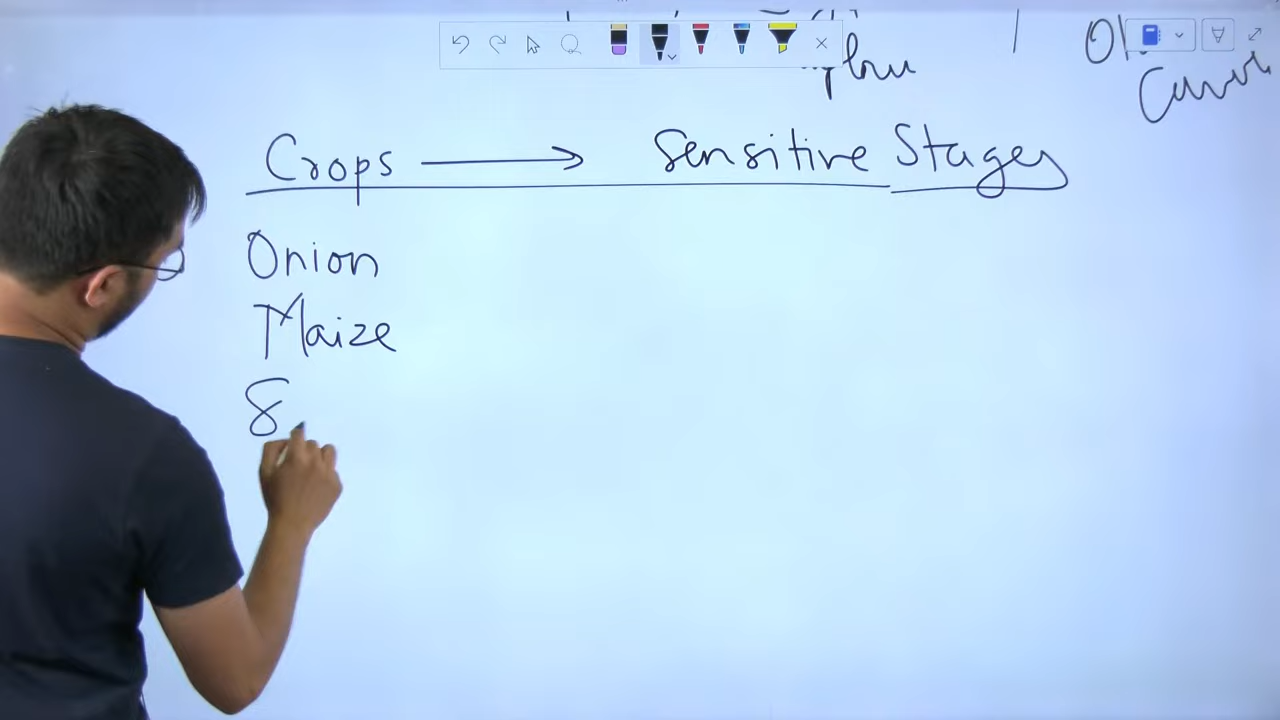 Crops → Sensitive Stages
Onion
Maize